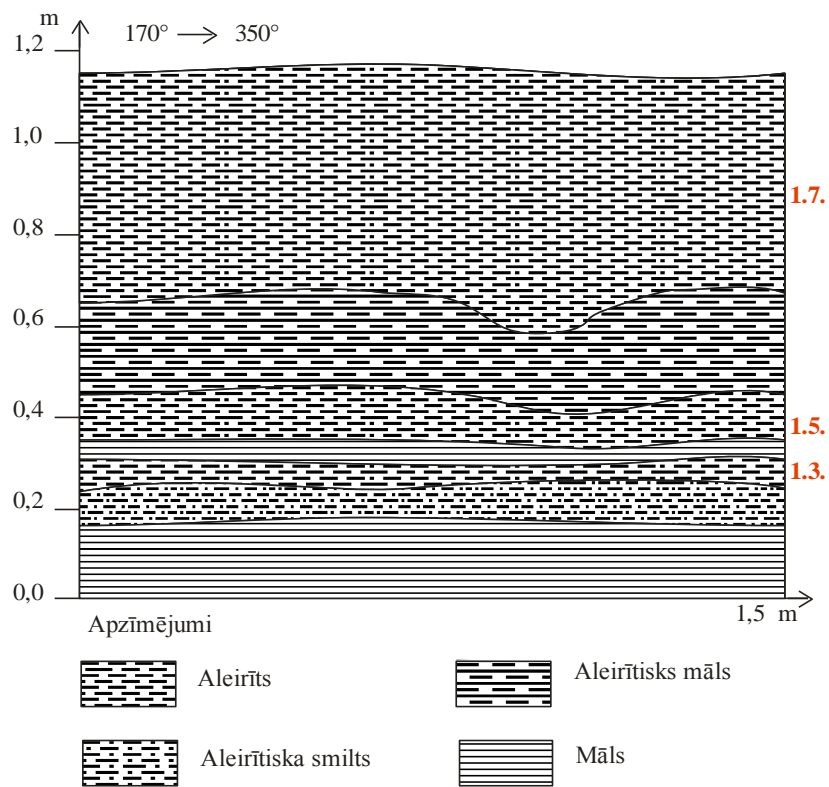 m
170° → 350°
1,2
1,0
1.7.
0,8
0,6
0,4
1.5.
1.3.
0,2
0,0
1,5 m
Apzīmējumi
Aleirīts
Aleirītisks māls
Aleirītiska smilts
Māls